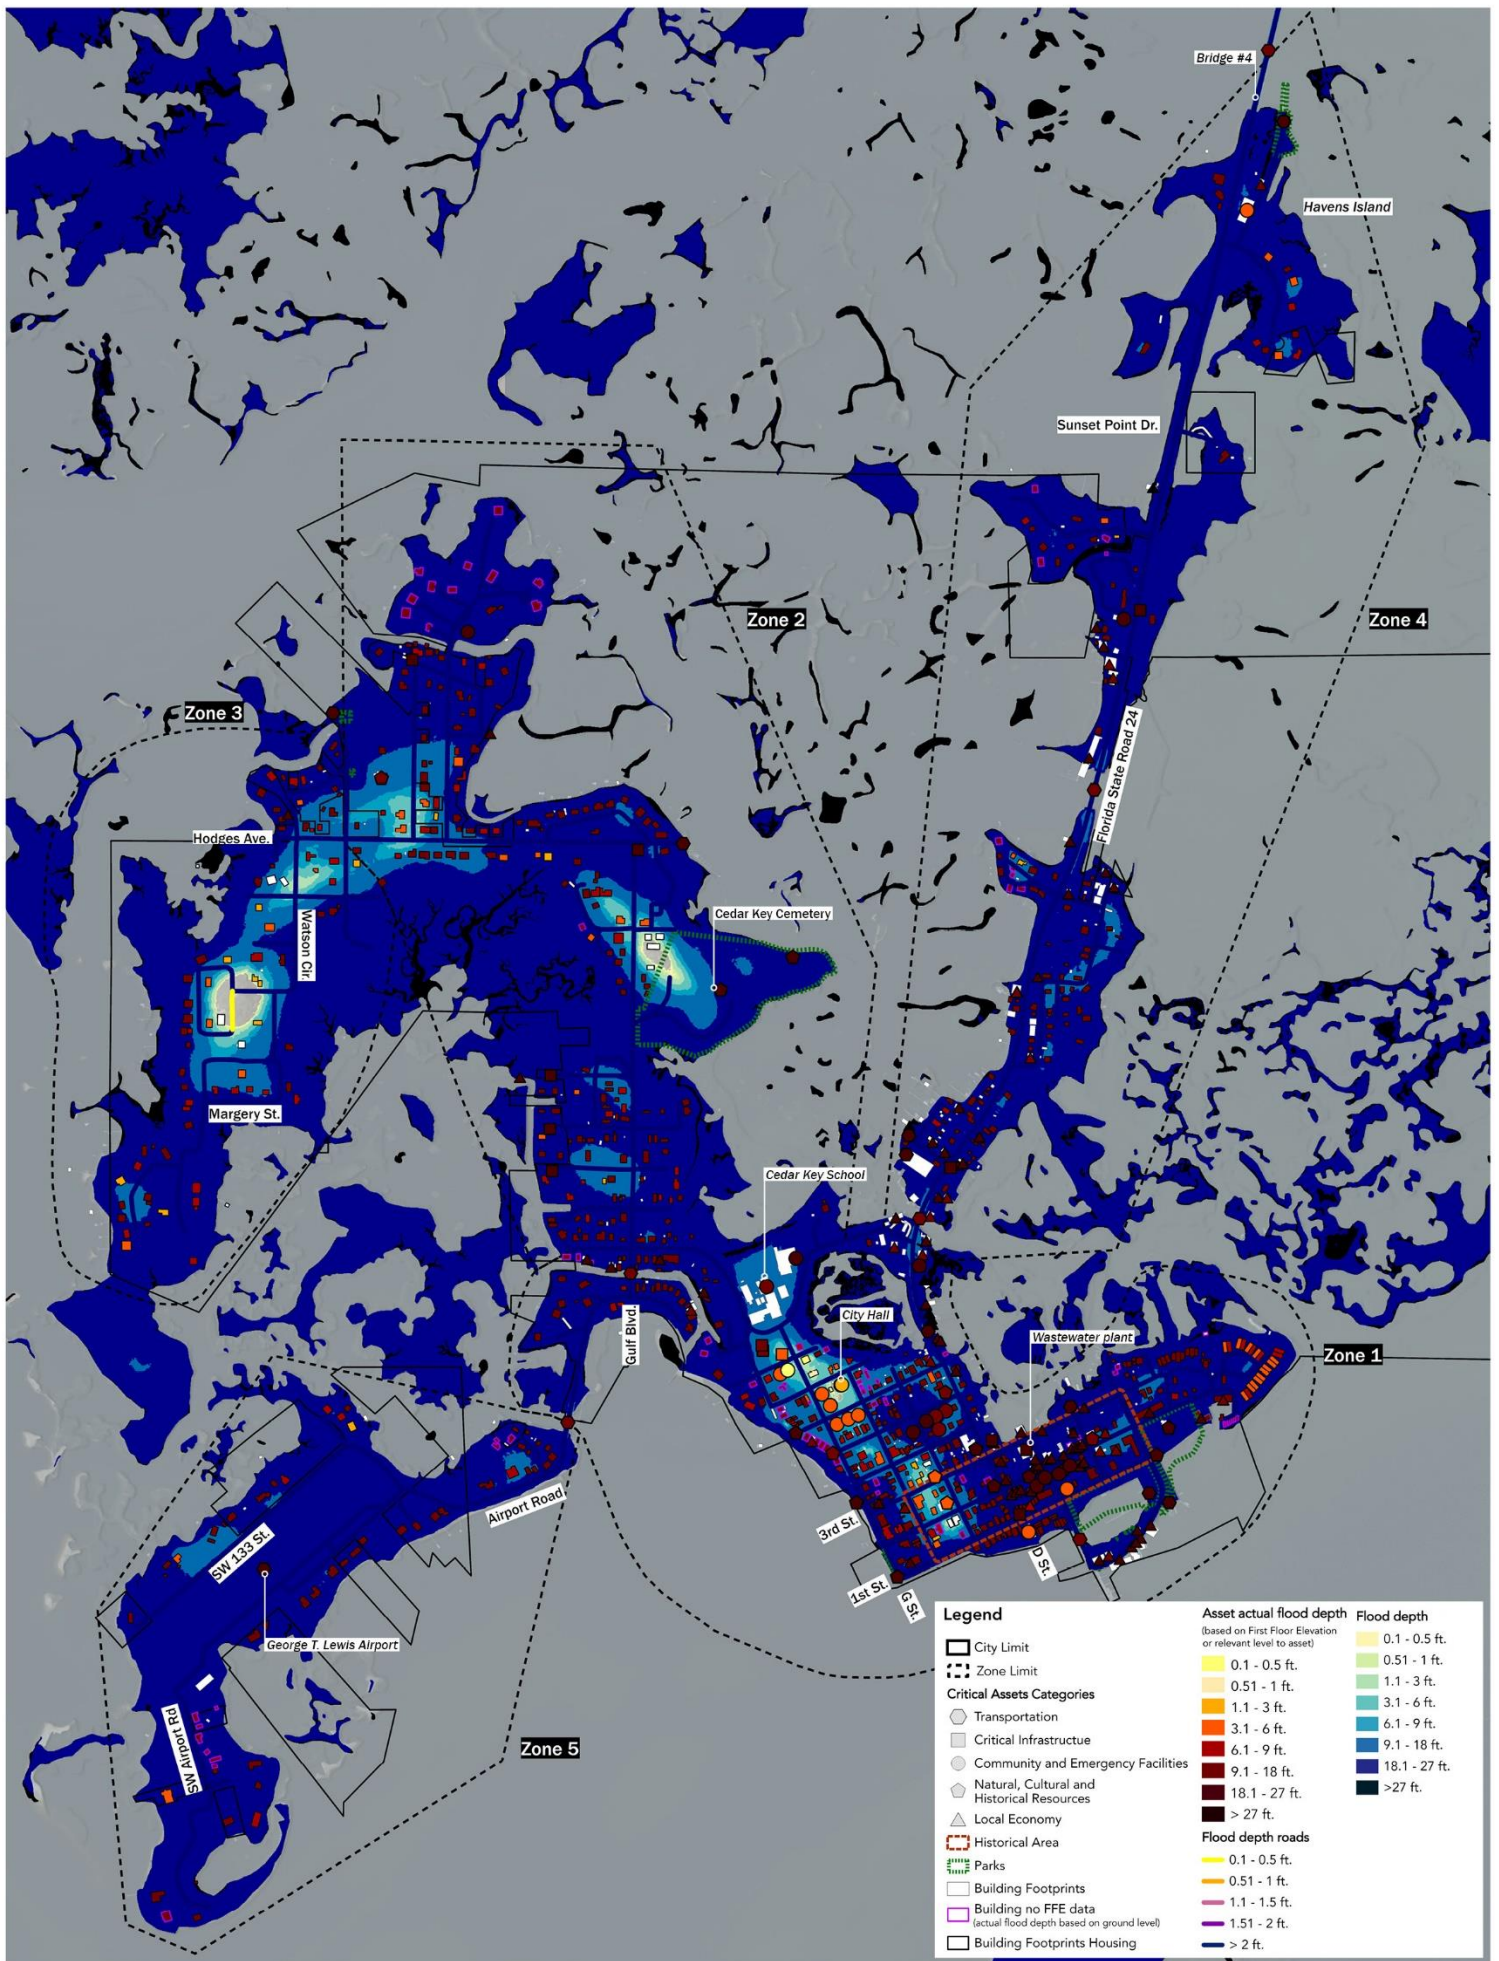 Bridge #4
Havens Island
Sunset Point Dr.
Zone 2
Zone 4
Zone 3
Florida State Road 24
Hodges Ave.
Cedar Key Cemetery
Watson Cir.
Margery St.
Cedar Key School
City Hall
Gulf Blvd.
Wastewater plant
Zone 1
Airport Road
3rd St.
SW 133 St.
D St.
1st St.
G St.
George T. Lewis Airport
SW Airport Rd
Zone 5
Legend
City Limit
Zone Limit
Critical Assets Categories
Transportation
Critical Infrastructue
Community and Emergency Facilities
Natural, Cultural and
Historical Resources
Local Economy
Historical Area
Parks
Building Footprints
Building no FFE data
(actual flood depth based on ground level)
Building Footprints Housing
Asset actual flood depth
(based on First Floor Elevation
or relevant level to asset)
0.1 - 0.5 ft.
0.51 - 1 ft.
1.1 - 3 ft.
3.1 - 6 ft.
6.1 - 9 ft.
9.1 - 18 ft.
18.1 - 27 ft.
> 27 ft.
Flood depth roads
0.1 - 0.5 ft.
0.51 - 1 ft.
1.1 - 1.5 ft.
1.51 - 2 ft.
> 2 ft.
Flood depth
0.1 - 0.5 ft.
0.51 - 1 ft.
1.1 - 3 ft.
3.1 - 6 ft.
6.1 - 9 ft.
9.1 - 18 ft.
18.1 - 27 ft.
>27 ft.